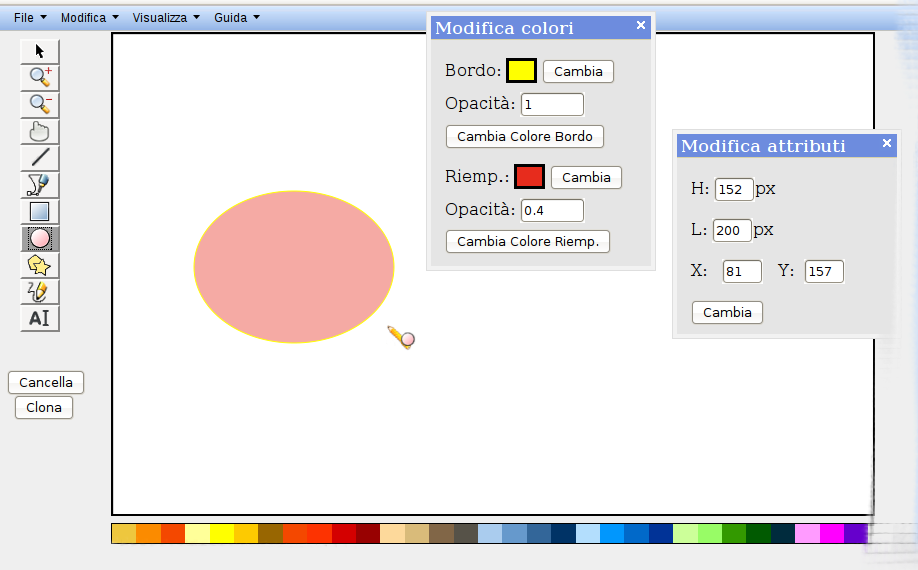 File Modifica Visualizza Guida
Modifica colori
Bordo: Cambia
Opacità: 1
Cambia Colore Bordo
Riemp.: Cambia
Opacità: 0.4
Cambia Colore Riemp.
Modifica attributi
H: 152 px
L: 200 px
X: 81 Y: 157
Cambia
AI
Cancella
Clona